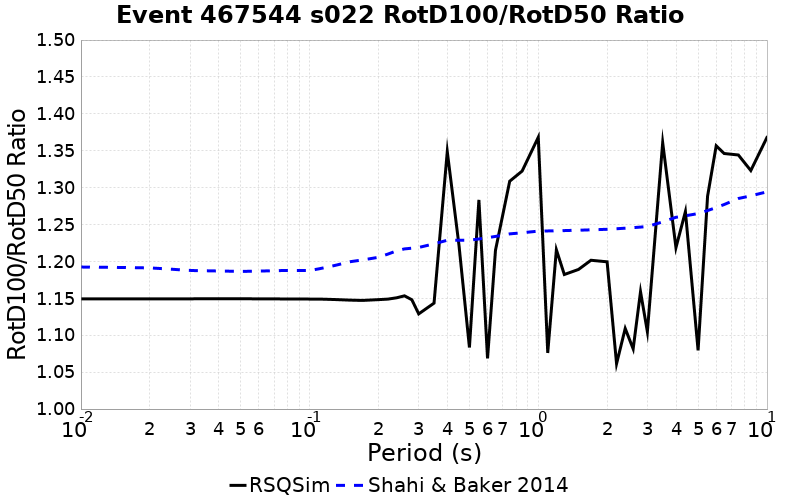 Event 467544 s022 RotD100/RotD50 Ratio
RotD100/RotD50 Ratio
1.50
1.45
1.40
1.35
1.30
1.25
1.20
1.15
1.10
1.05
1.00
10-2 2 3 4 5 6 10-1 2 3 4 5 6 7 100 2 3 4 5 6 7 101
Period (s)
RSQSim Shahi & Baker 2014